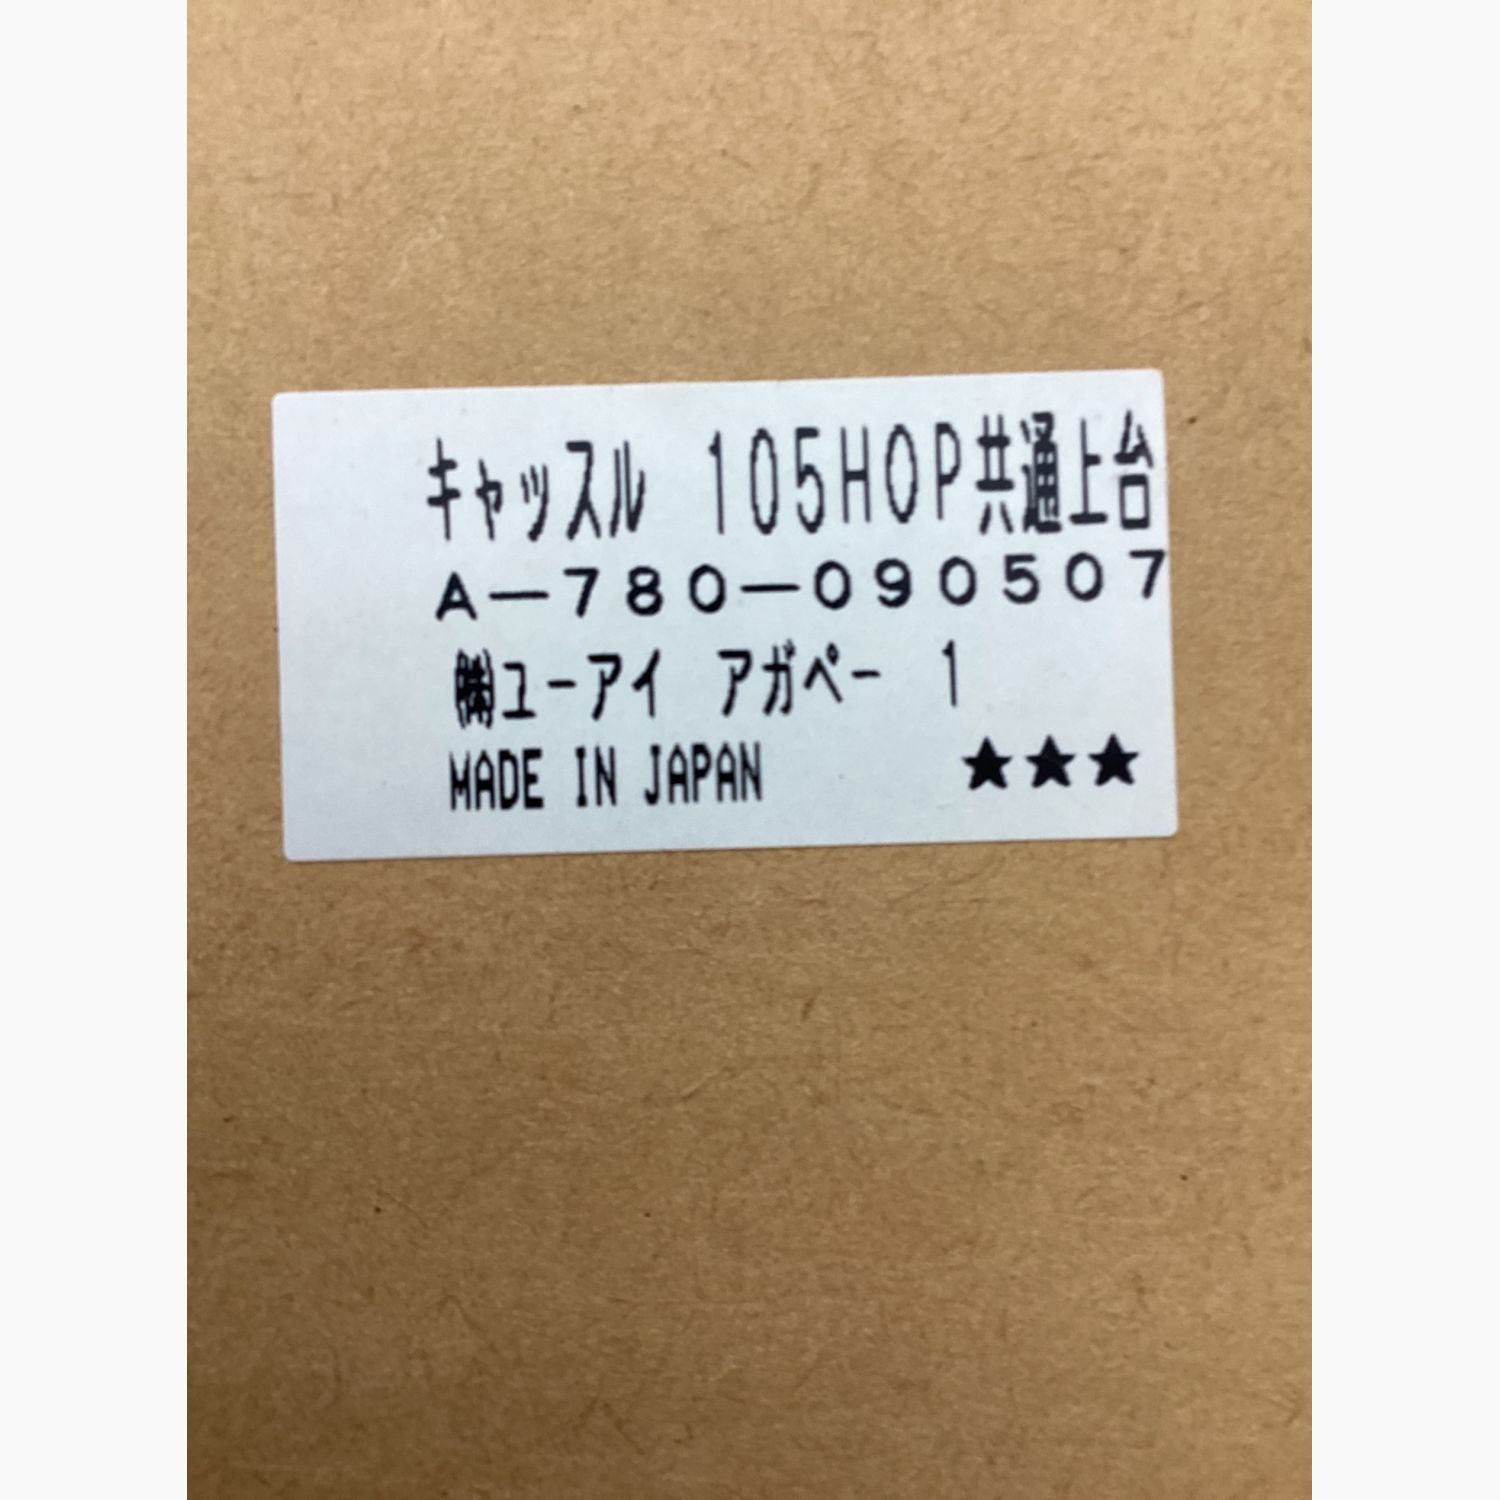 キャッスル 105HOP共通上台
A−780−090507
㈱ユーアイ アガペー 1
MADE IN JAPAN ★★★